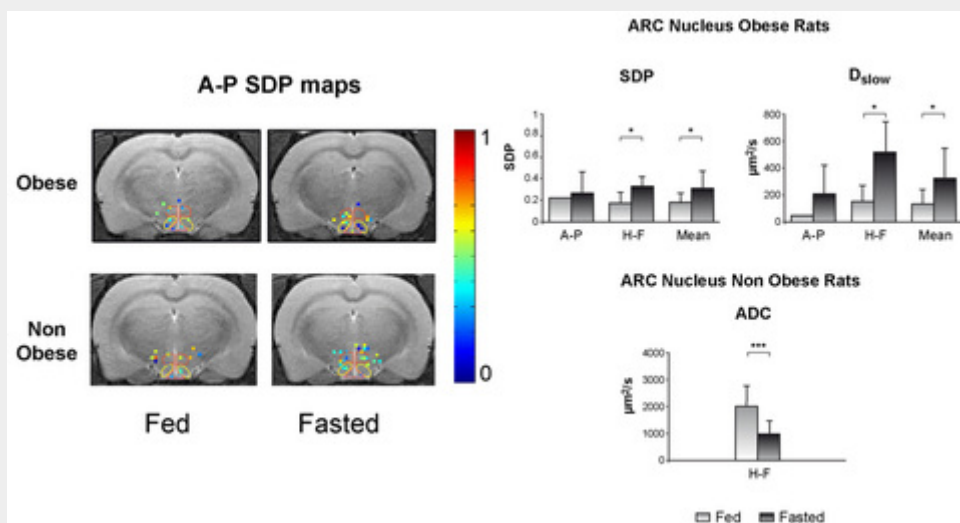 A-P SDP maps
Obese
Non
Obese
Fed
Fasted
1
0
ARC Nucleus Obese Rats
SDP
SDP
1
0.8
0.6
0.4
0.2
0
*
*
A-P
H-F
Mean
Dslow
µm²/s
800
600
400
200
0
*
*
A-P
H-F
Mean
ARC Nucleus Non Obese Rats
ADC
µm²/s
4000
3000
2000
1000
0
***
H-F
Fed
Fasted